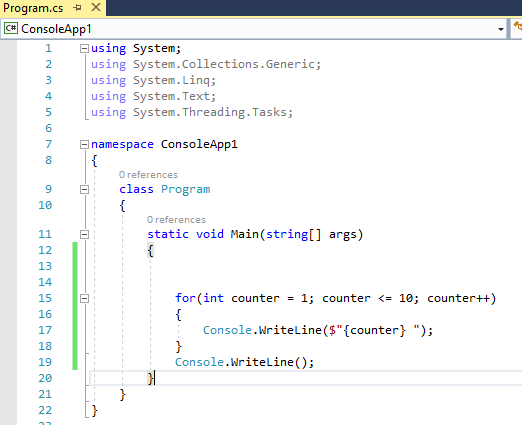 Program.cs
C# ConsoleApp1
1 using System;
2 using System.Collections.Generic;
3 using System.Linq;
4 using System.Text;
5 using System.Threading.Tasks;
6
7 namespace ConsoleApp1
8 {
0 references
9 class Program
10 {
0 references
11 static void Main(string[] args)
12 {
13
14
15 for(int counter = 1; counter <= 10; counter++)
16 {
17 Console.WriteLine($"{counter} ");
18 }
19 Console.WriteLine();
20 }
21 }
22 }
23